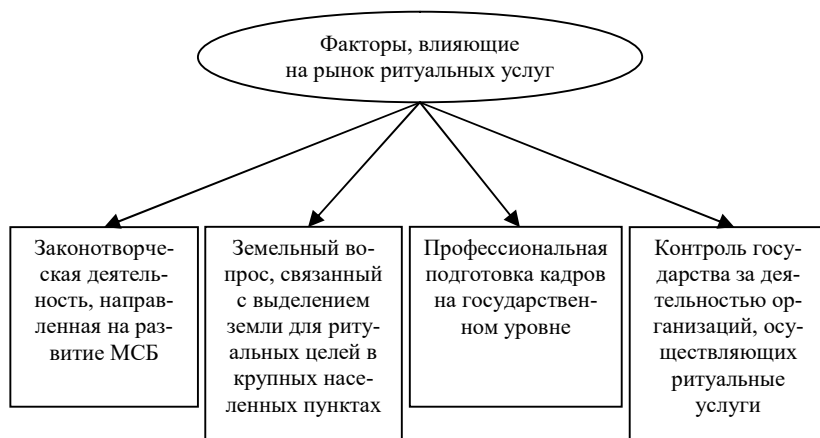 Факторы, влияющие
на рынок ритуальных услуг
Законотворче-
ская деятель-
ность, направ-
ленная на раз-
витие МСБ
Земельный во-
прос, связанный
с выделением
земли для риту-
альных целей в
крупных насе-
ленных пунктах
Профессиональная
подготовка кадров
на государствен-
ном уровне
Контроль госу-
дарства за дея-
тельностью ор-
ганизаций, осу-
ществляющих
ритуальные
услуги